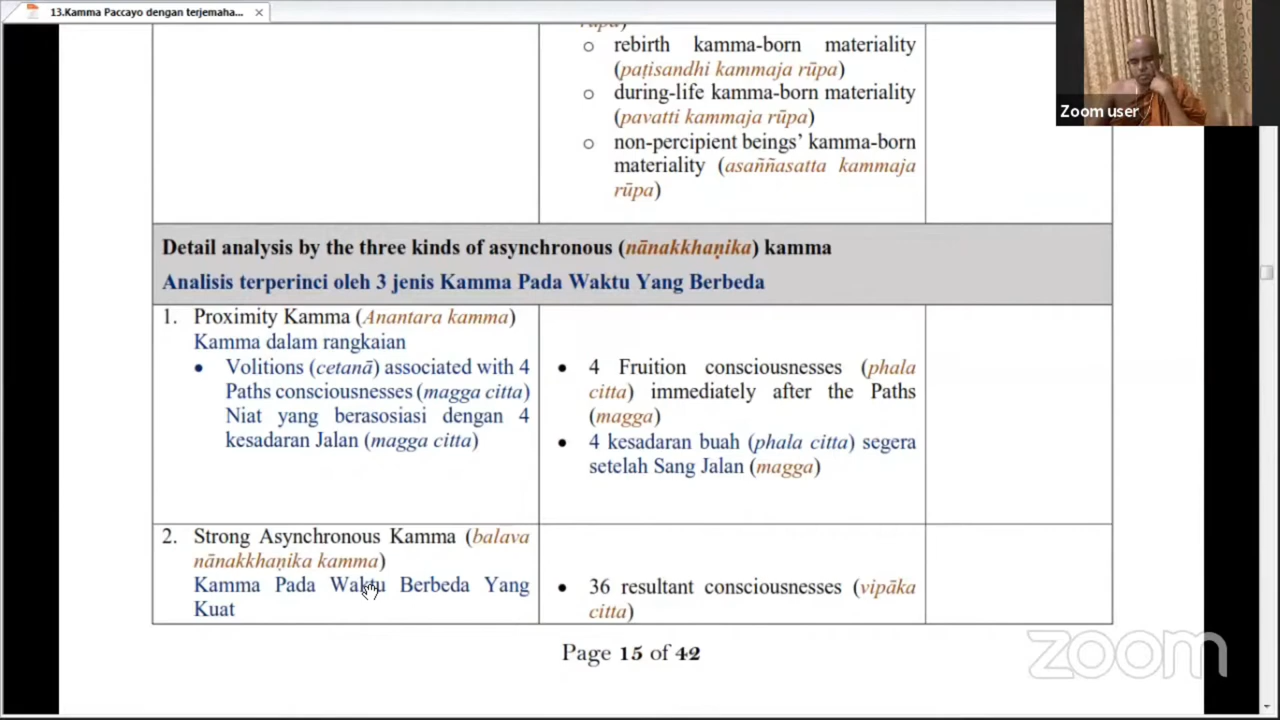 13.Kamma Paccayo dengan terjemaha...
rūpa)
o rebirth kamma-born materiality
(paṭisandhi kammaja rūpa)
o during-life kamma-born materiality
(pavatti kammaja rūpa)
o non-percipient beings’ kamma-born
materiality (asaññasatta kammaja
rūpa)
Zoom user
Detail analysis by the three kinds of asynchronous (nānakkhaṇika) kamma
Analisis terperinci oleh 3 jenis Kamma Pada Waktu Yang Berbeda
1. Proximity Kamma (Anantara kamma)
Kamma dalam rangkaian
• Volitions (cetanā) associated with 4
Paths consciousnesses (magga citta)
Niat yang berasosiasi dengan 4
kesadaran Jalan (magga citta)
• 4 Fruition consciousnesses (phala
citta) immediately after the Paths
(magga)
• 4 kesadaran buah (phala citta) segera
setelah Sang Jalan (magga)
2. Strong Asynchronous Kamma (balava
nānakkhaṇika kamma)
Kamma Pada Waktu Berbeda Yang
Kuat
• 36 resultant consciousnesses (vipāka
citta)
Page 15 of 42
zoom